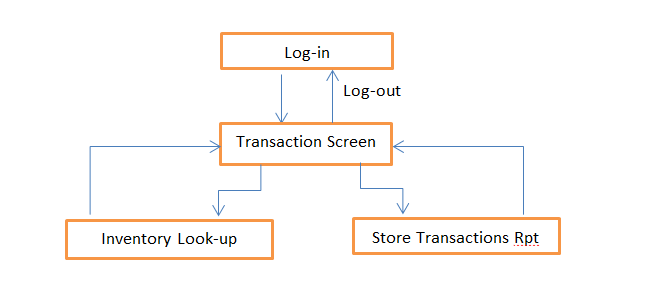 Log-in
Log-out
Transaction Screen
Inventory Look-up
Store Transactions Rpt